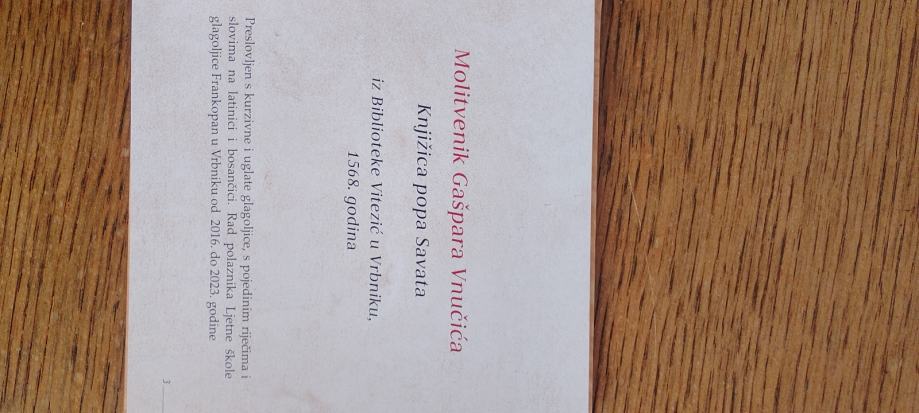 Molitvenik Gašpara Vnučića
Knjižica popa Savata
iz Biblioteke Vitezić u Vrbniku,
1568. godina
Preslovljen s kurzivne i uglate glagoljice, s pojedinim riječima i
slovima na latinici i bosančici. Rad polaznika Ljetne škole
glagoljice Frankopan u Vrbniku od 2016. do 2023. godine
3